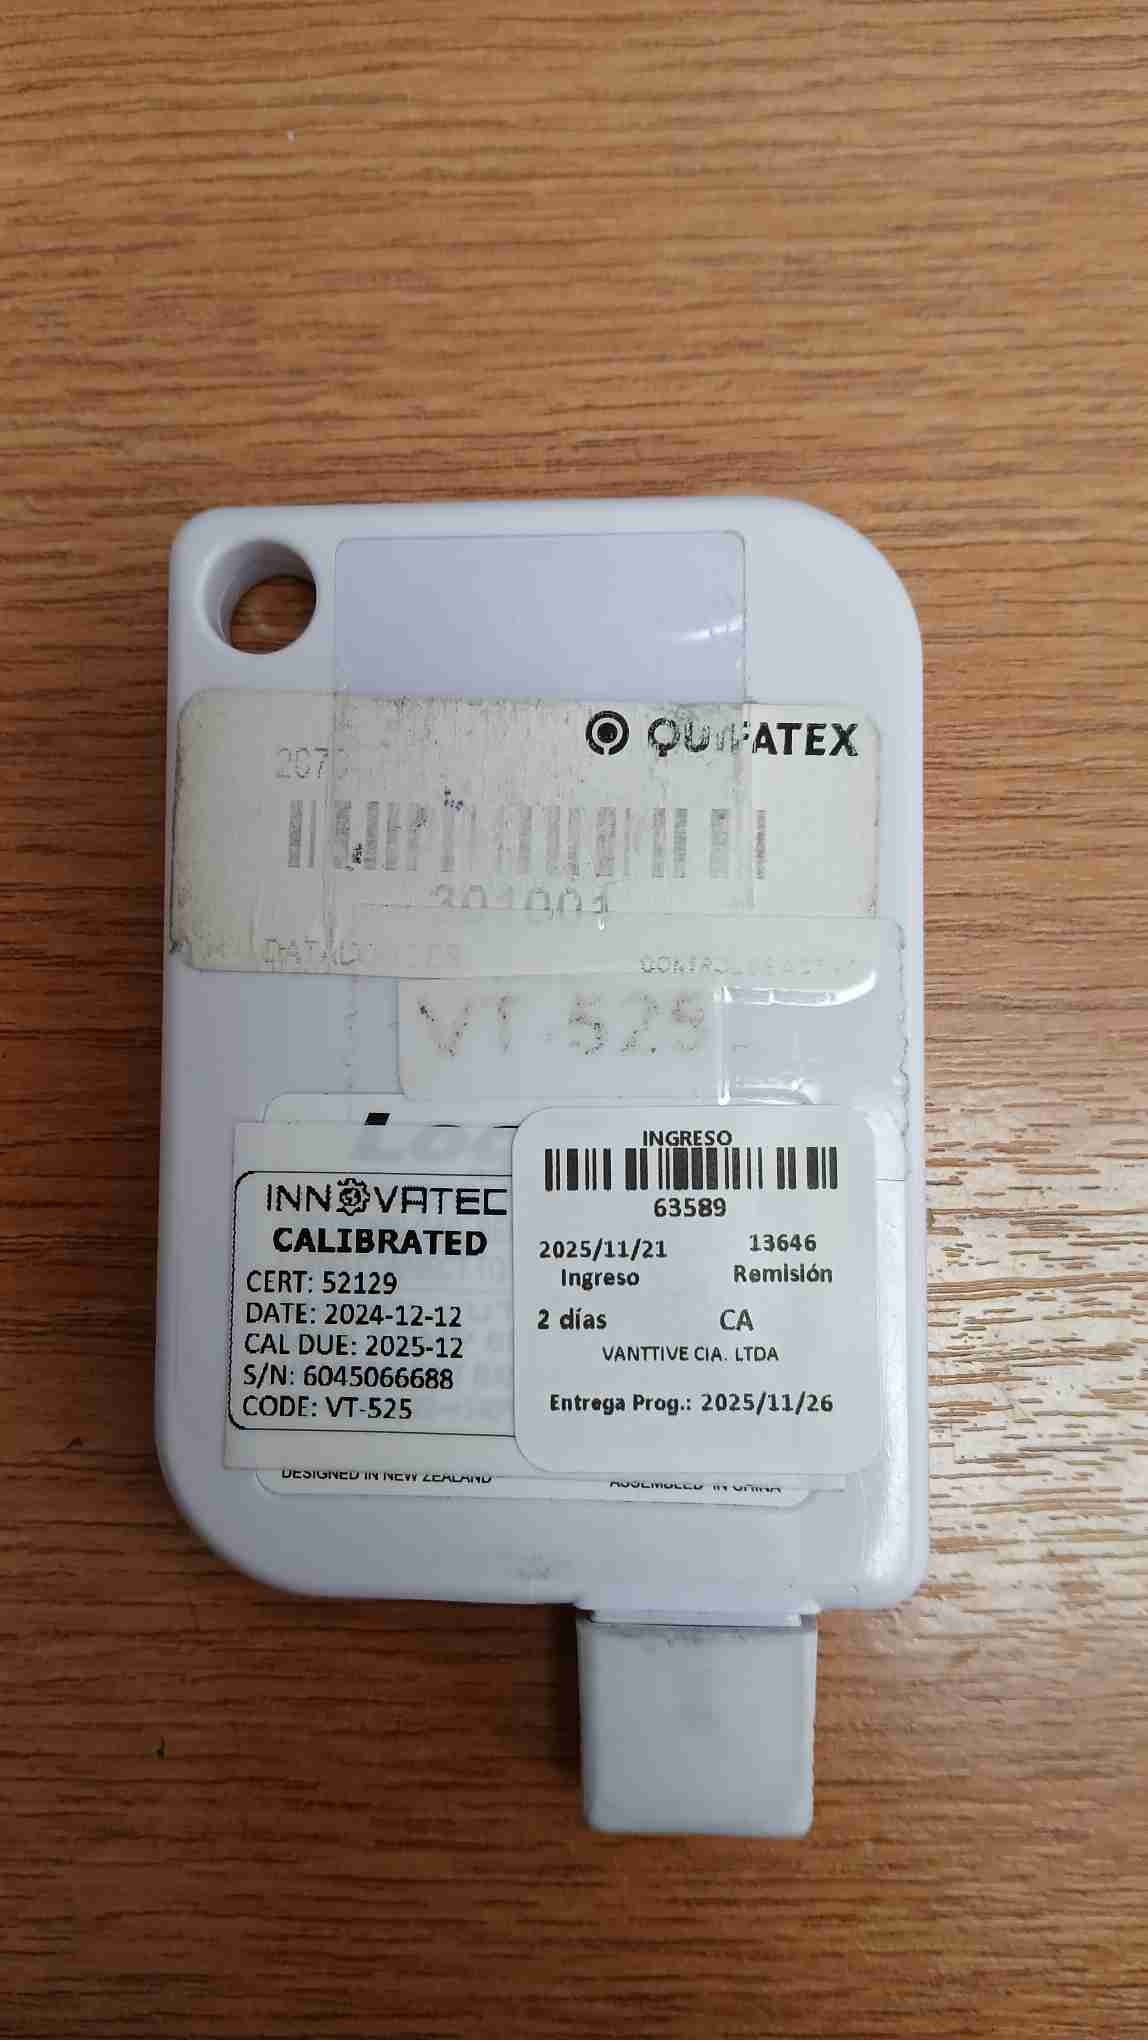 QUIFATEX
301001
VT-525
INNOVATEC
CALIBRATED
CERT: 52129
DATE: 2024-12-12
CAL DUE: 2025-12
S/N: 6045066688
CODE: VT-525
INGRESO
63589
2025/11/21 13646
Ingreso Remisión
2 días CA
VANTTIVE CIA. LTDA
Entrega Prog.: 2025/11/26
DESIGNED IN NEW ZEALAND ASSEMBLED IN CHINA